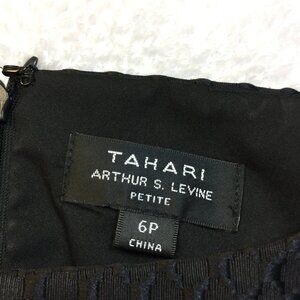 TAHARI
ARTHUR S. LEVINE
PETITE
6P
CHINA